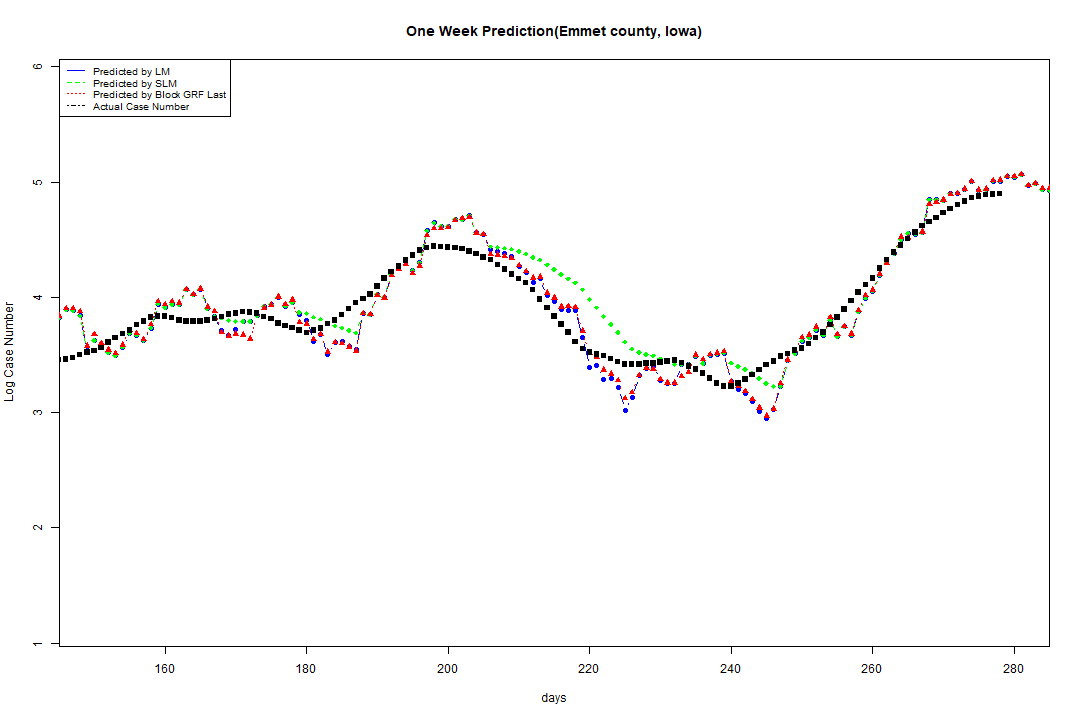 One Week Prediction(Emmet county, Iowa)
Predicted by LM
Predicted by SLM
Predicted by Block GRF Last
Actual Case Number
Log Case Number
6
5
4
3
2
1
160 180 200 220 240 260 280
days